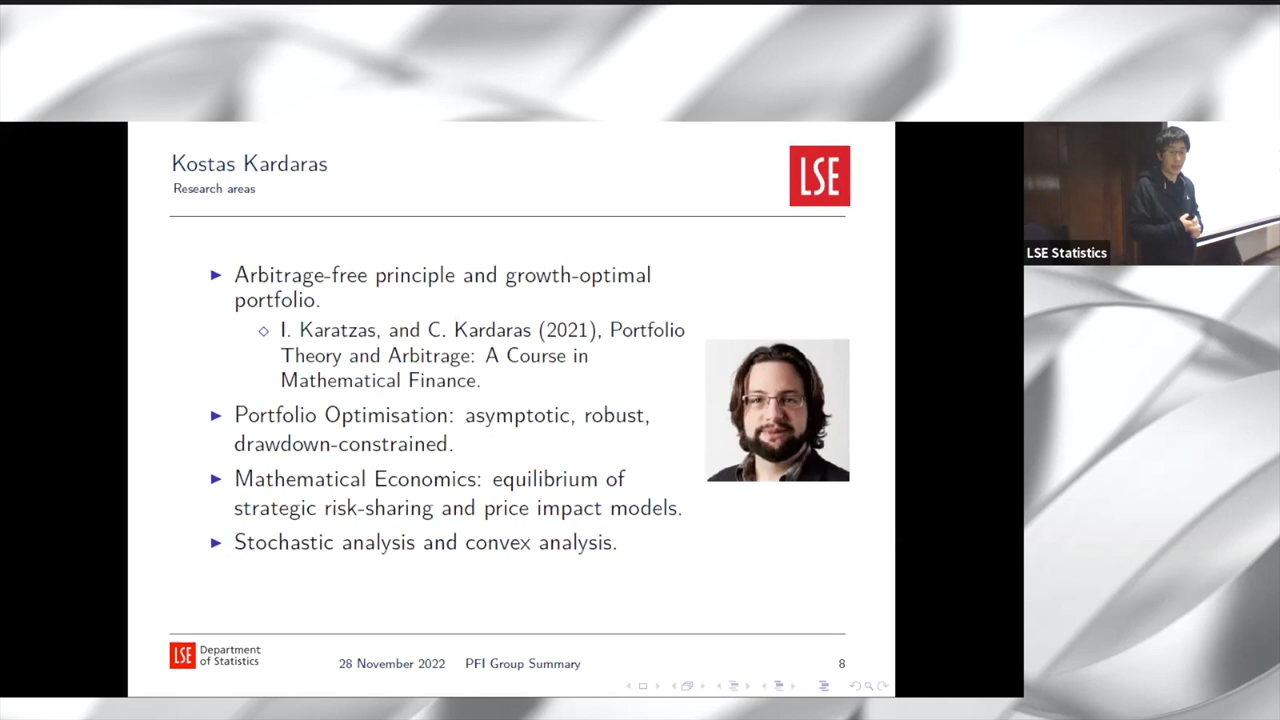 Kostas Kardaras
Research areas
LSE
LSE Statistics
► Arbitrage-free principle and growth-optimal
portfolio.
◇ I. Karatzas, and C. Kardaras (2021), Portfolio
Theory and Arbitrage: A Course in
Mathematical Finance.
► Portfolio Optimisation: asymptotic, robust,
drawdown-constrained.
► Mathematical Economics: equilibrium of
strategic risk-sharing and price impact models.
► Stochastic analysis and convex analysis.
LSE Department
of Statistics
28 November 2022 PFI Group Summary 8